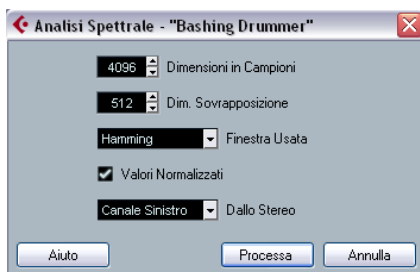 Analisi Spettrale - "Bashing Drummer"
4096 Dimensioni in Campioni
512 Dim. Sovrapposizione
Hamming Finestra Usata
Valori Normalizzati
Canale Sinistro Dallo Stereo
Aiuto Processa Annulla